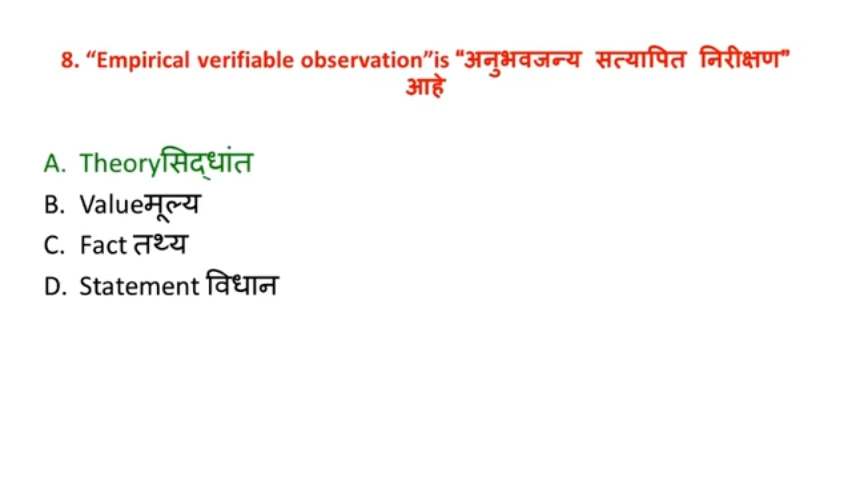 8. “Empirical verifiable observation”is “अनुभवजन्य सत्यापित निरीक्षण”
आहे
A. Theoryसिद्धांत
B. Valueमूल्य
C. Fact तथ्य
D. Statement विधान